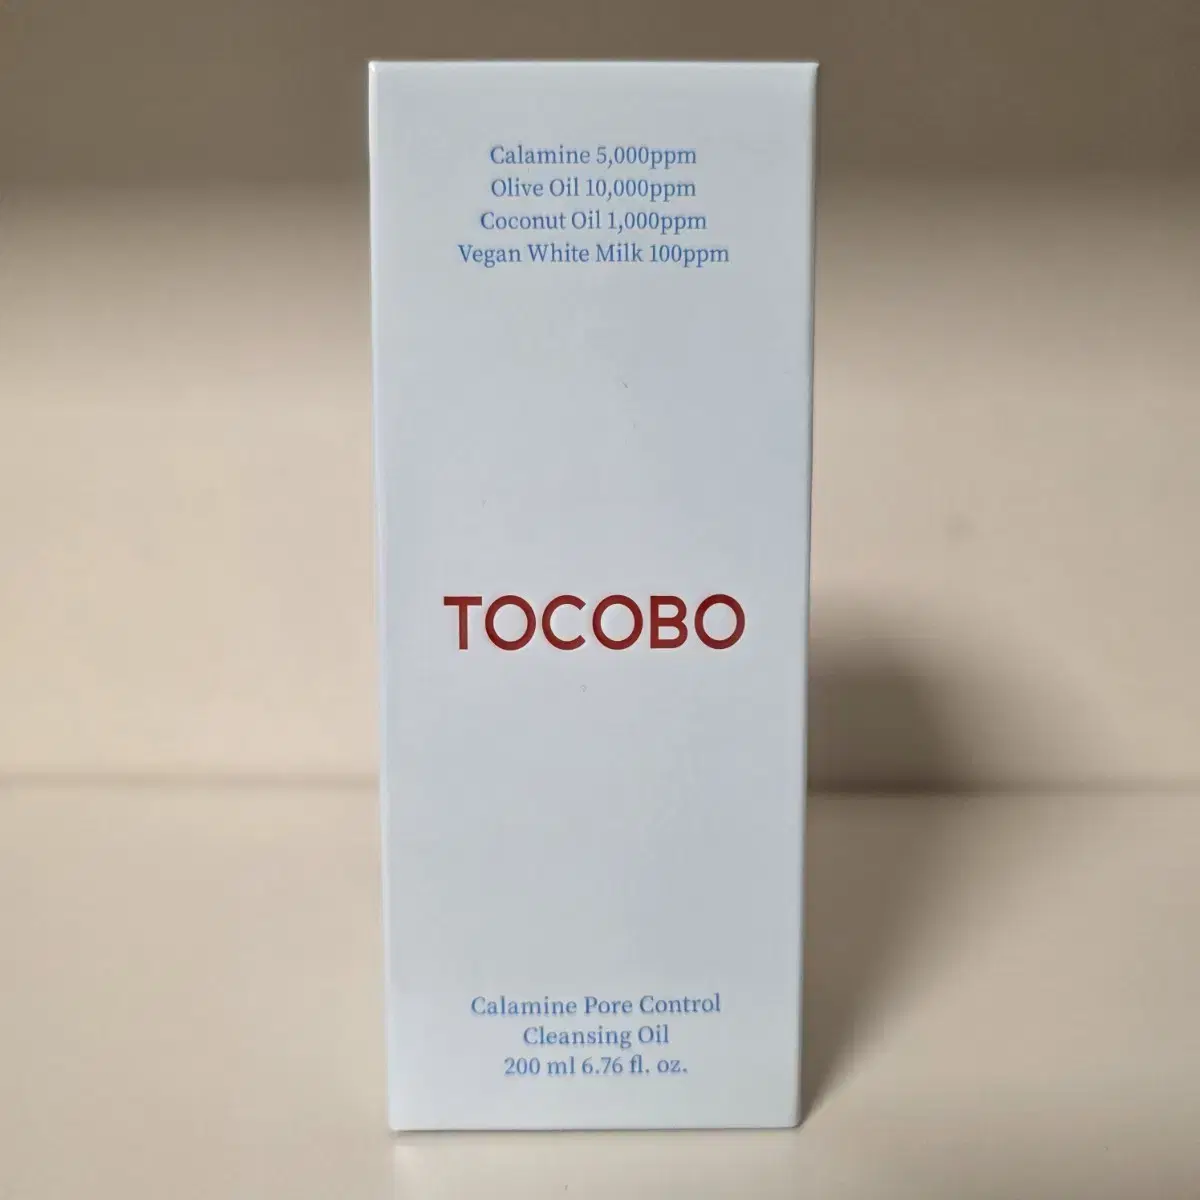 Calamine 5,000ppm
Olive Oil 10,000ppm
Coconut Oil 1,000ppm
Vegan White Milk 100ppm
TOCOBO
Calamine Pore Control
Cleansing Oil
200 ml 6.76 fl. oz.